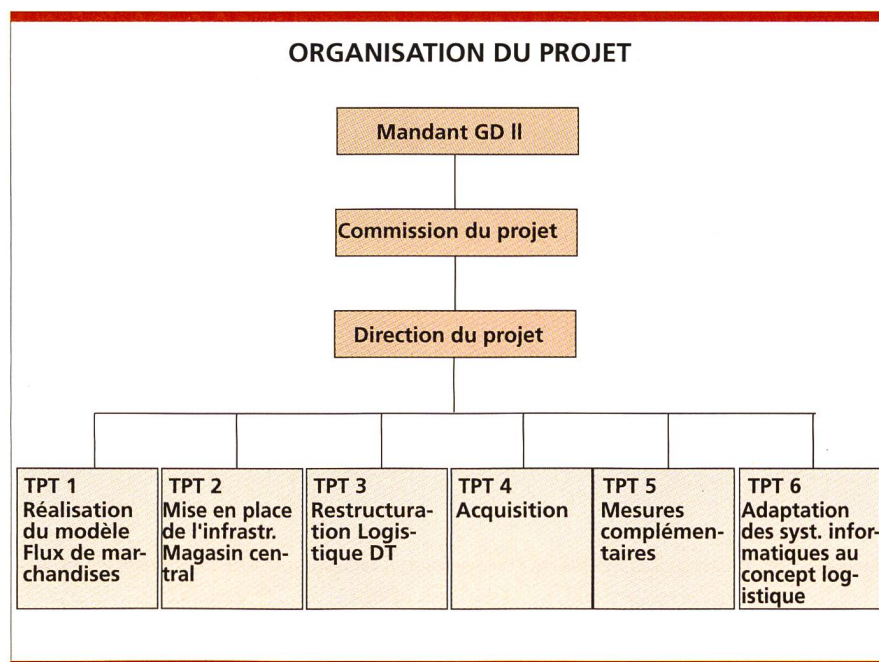 ORGANISATION DU PROJET
Mandant GD ll
Commission du projet
Direction du projet
TPT 1
Réalisation
du modèle
Flux de mar-
chandises
TPT 2
Mise en place
de l'infrastr.
Magasin cen-
tral
TPT 3
Restructura-
tion Logis-
tique DT
TPT 4
Acquisition
TPT 5
Mesures
complémen-
taires
TPT 6
Adaptation
des syst. infor-
matiques au
concept log-
istique